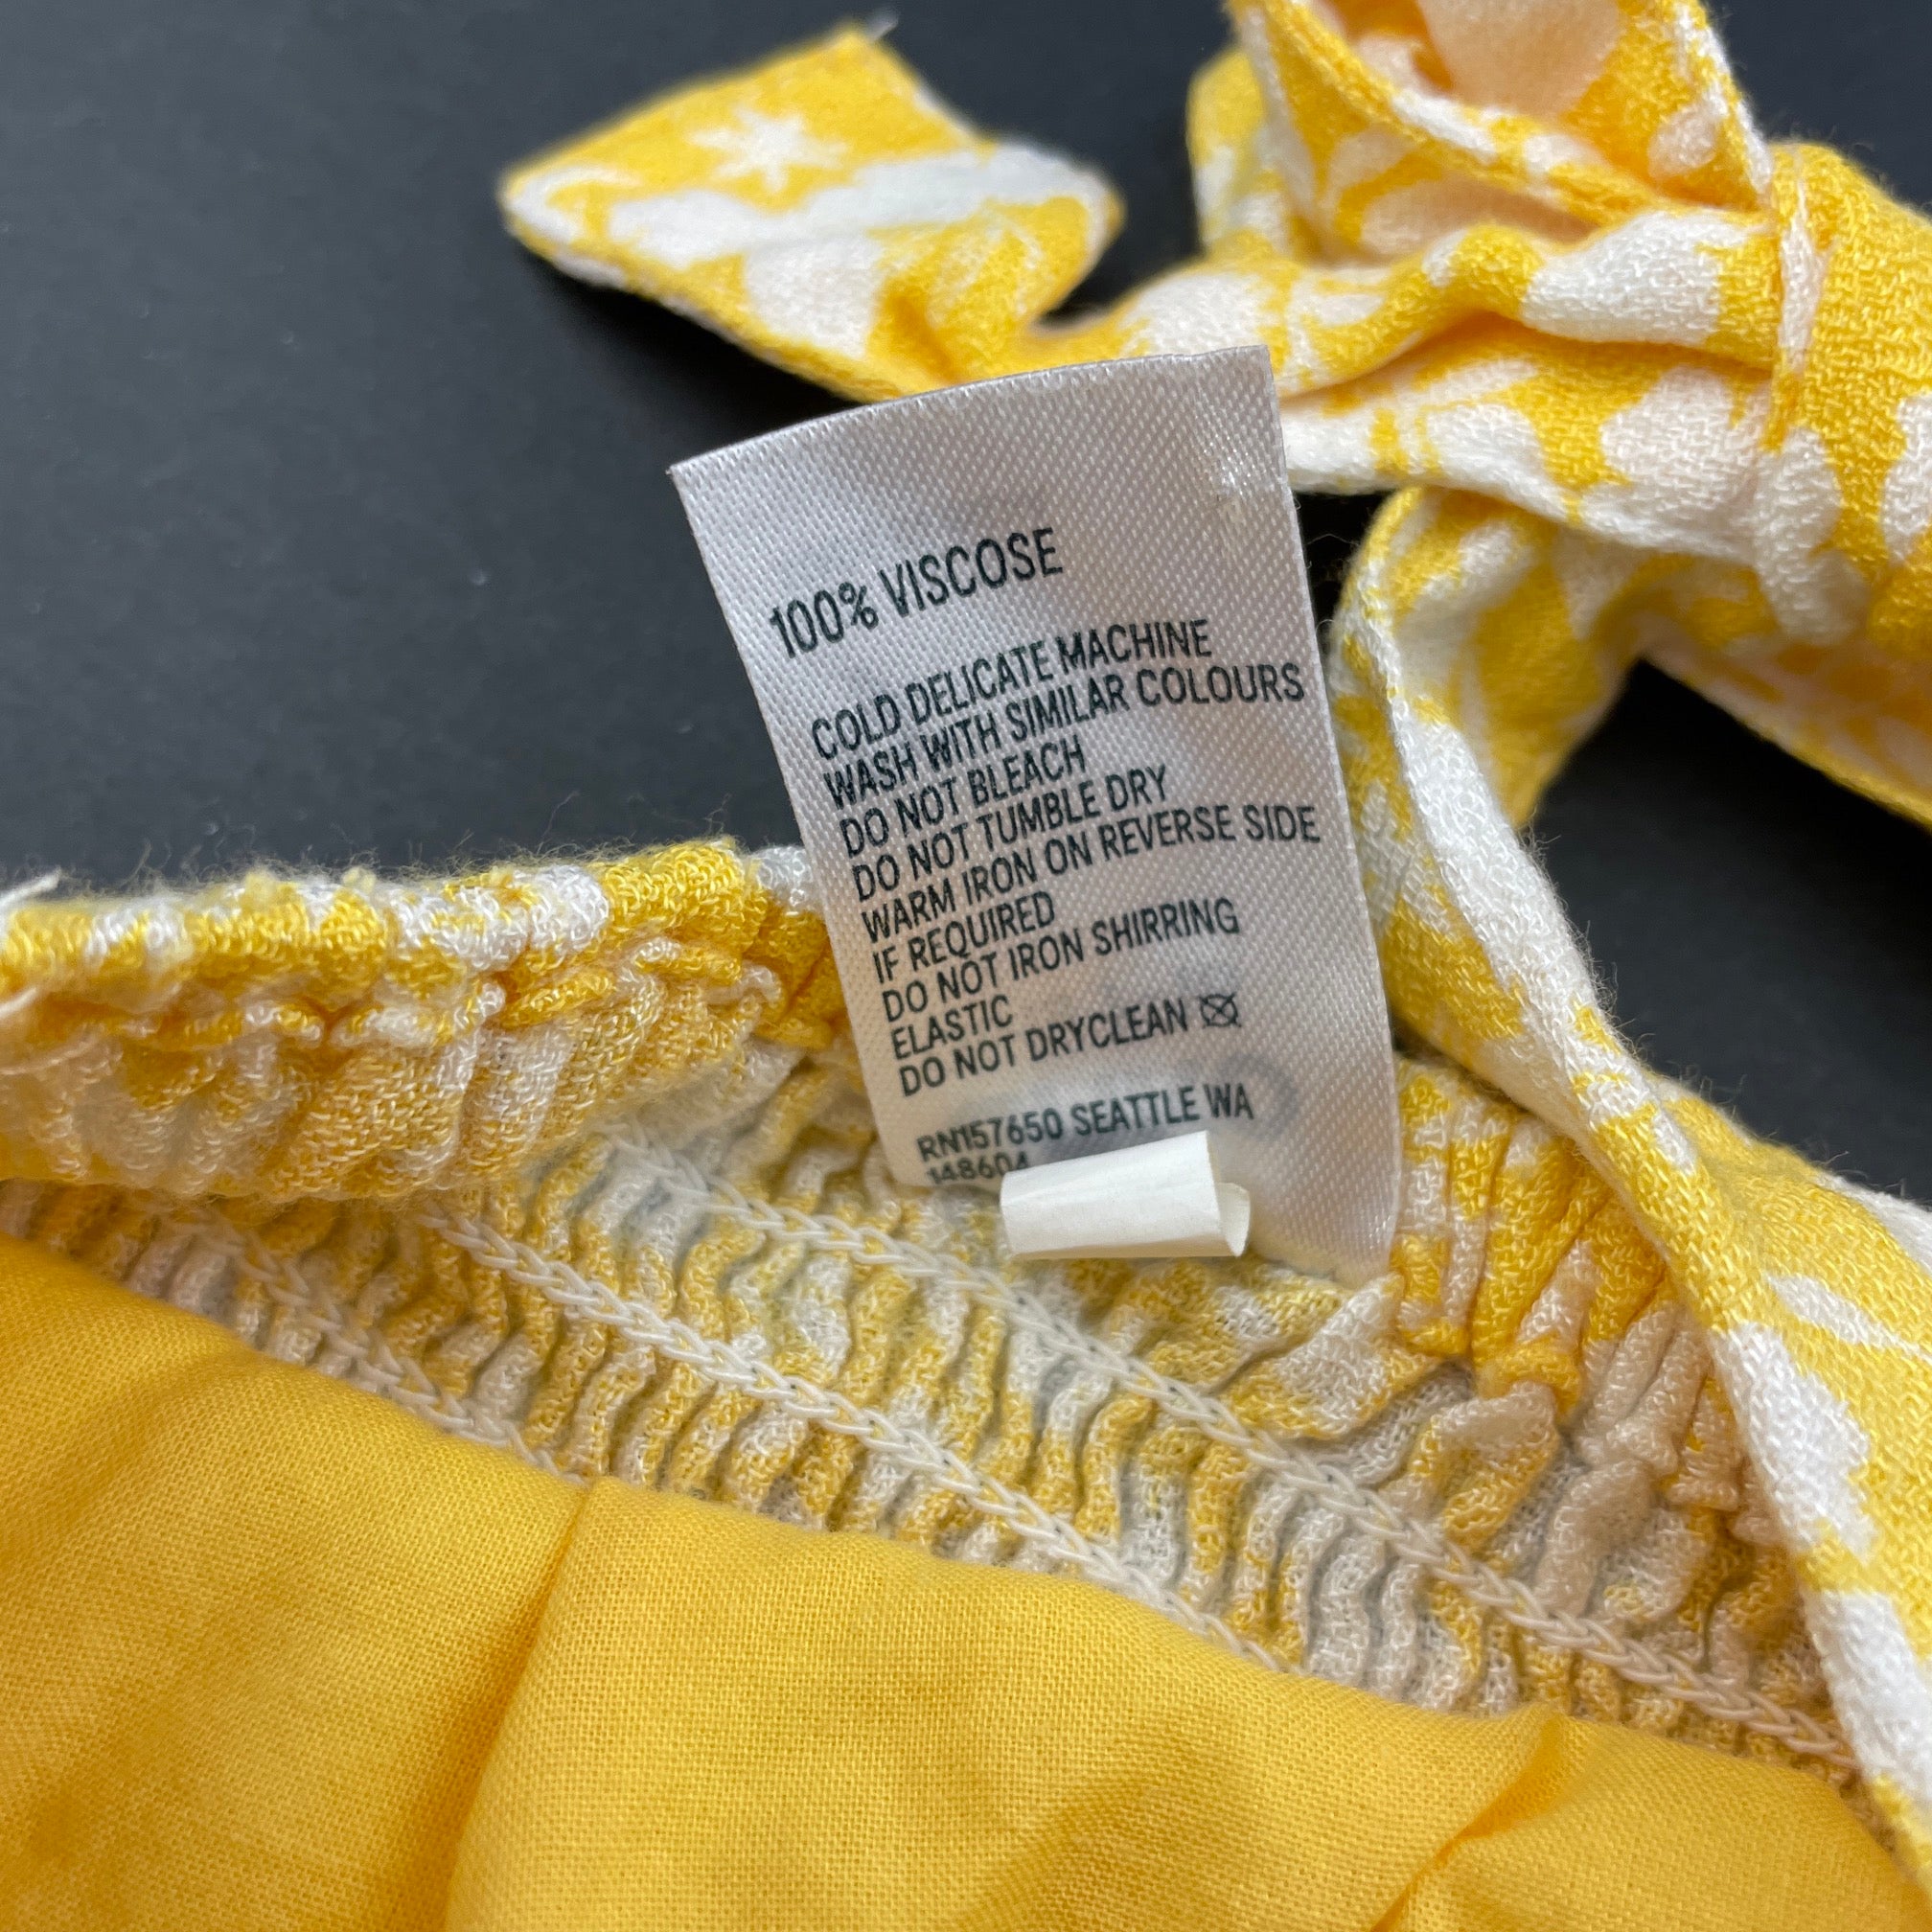 100% VISCOSE
COLD DELICATE MACHINE
WASH WITH SIMILAR COLOURS
DO NOT BLEACH
DO NOT TUMBLE DRY
WARM IRON ON REVERSE SIDE
IF REQUIRED
DO NOT IRON SHIRRING
ELASTIC
DO NOT DRYCLEAN
RN157650 SEATTLE WA
148604